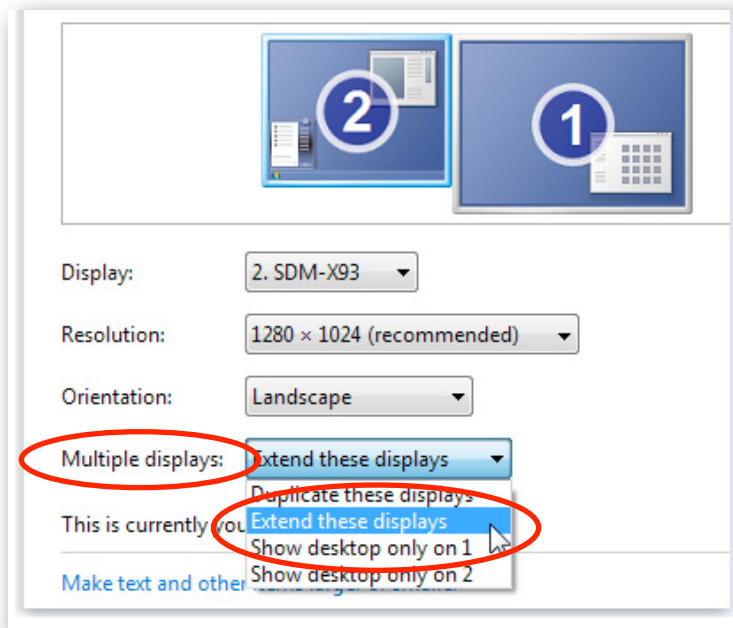 2
1
Display: 2. SDM-X93
Resolution: 1280 × 1024 (recommended)
Orientation: Landscape
Multiple displays: Extend these displays
Duplicate these displays
This is currently you Extend these displays
Show desktop only on 1
Make text and other Show desktop only on 2